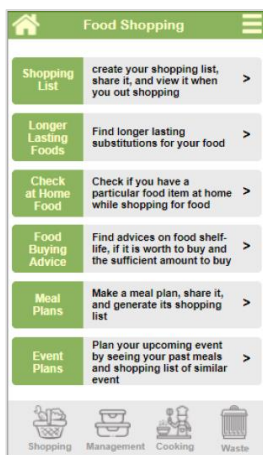 Food Shopping
Shopping
List
create your shopping list,
share it, and view it when
you out shopping
>
Longer
Lasting
Foods
Find longer lasting
substitutions for your food
>
Check
at Home
Food
Check if you have a
particular food item at home
while shopping for food
>
Food
Buying
Advice
Find advices on food shelf-
life, if it is worth to buy and
the sufficient amount to buy
>
Meal
Plans
Make a meal plan, share it,
and generate its shopping
list
>
Event
Plans
Plan your upcoming event
by seeing your past meals
and shopping list of similar
event
>
Shopping Management Cooking Waste